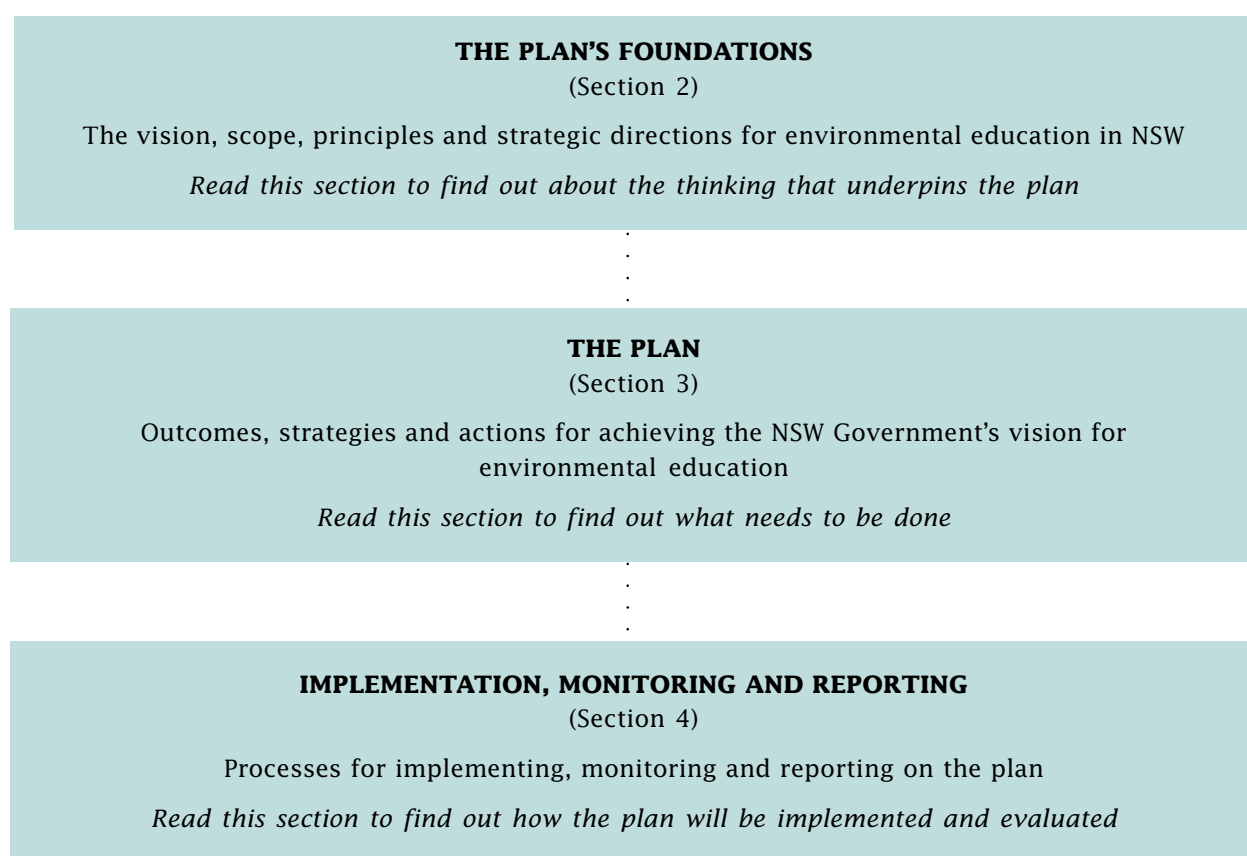 THE PLAN’S FOUNDATIONS
(Section 2)
The vision, scope, principles and strategic directions for environmental education in NSW
Read this section to find out about the thinking that underpins the plan
THE PLAN
(Section 3)
Outcomes, strategies and actions for achieving the NSW Government’s vision for
environmental education
Read this section to find out what needs to be done
IMPLEMENTATION, MONITORING AND REPORTING
(Section 4)
Processes for implementing, monitoring and reporting on the plan
Read this section to find out how the plan will be implemented and evaluated